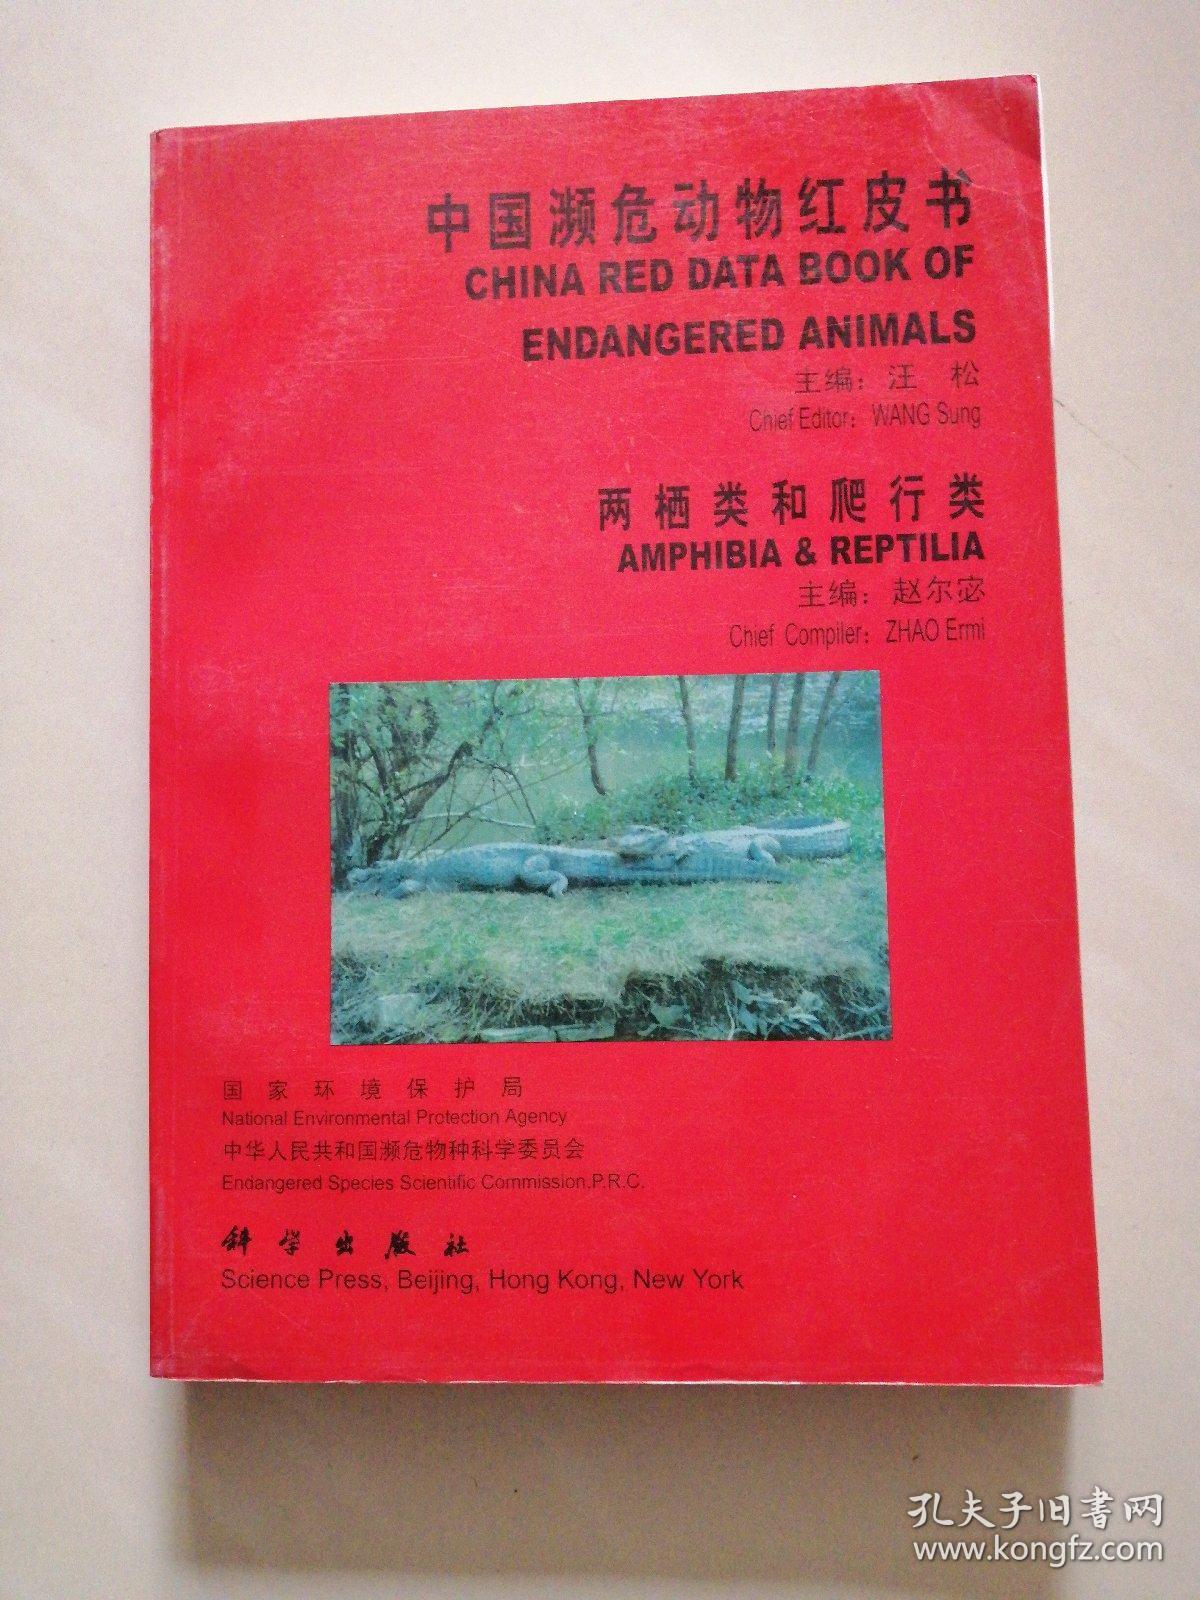 中国濒危动物红皮书
CHINA RED DATA BOOK OF
ENDANGERED ANIMALS
主编：汪 松
Chief Editor: WANG Sung
两栖类和爬行类
AMPHIBIA & REPTILIA
主编：赵尔宓
Chief Compiler: ZHAO Ermi
国家环境保护局
National Environmental Protection Agency
中华人民共和国濒危物种科学委员会
Endangered Species Scientific Commission.P.R.C.
科学出版社
Science Press, Beijing, Hong Kong, New York
孔夫子旧书网
www.kongfz.com